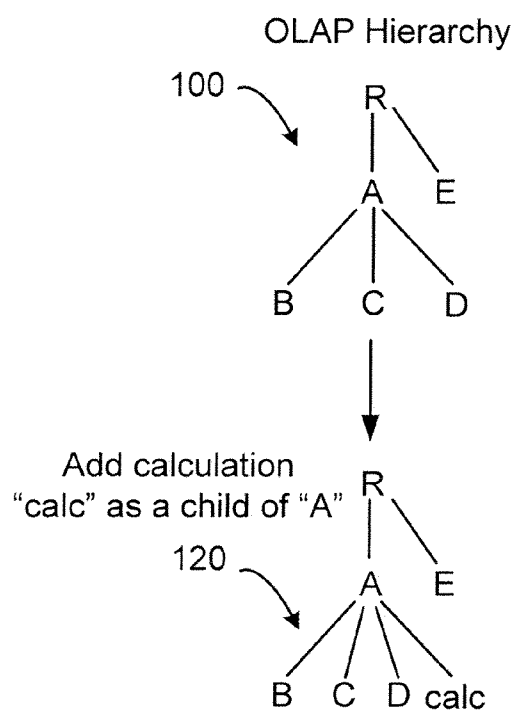 OLAP Hierarchy
100
R
A E
B C D
Add calculation
“calc” as a child of “A”
R
120
A E
B C D calc